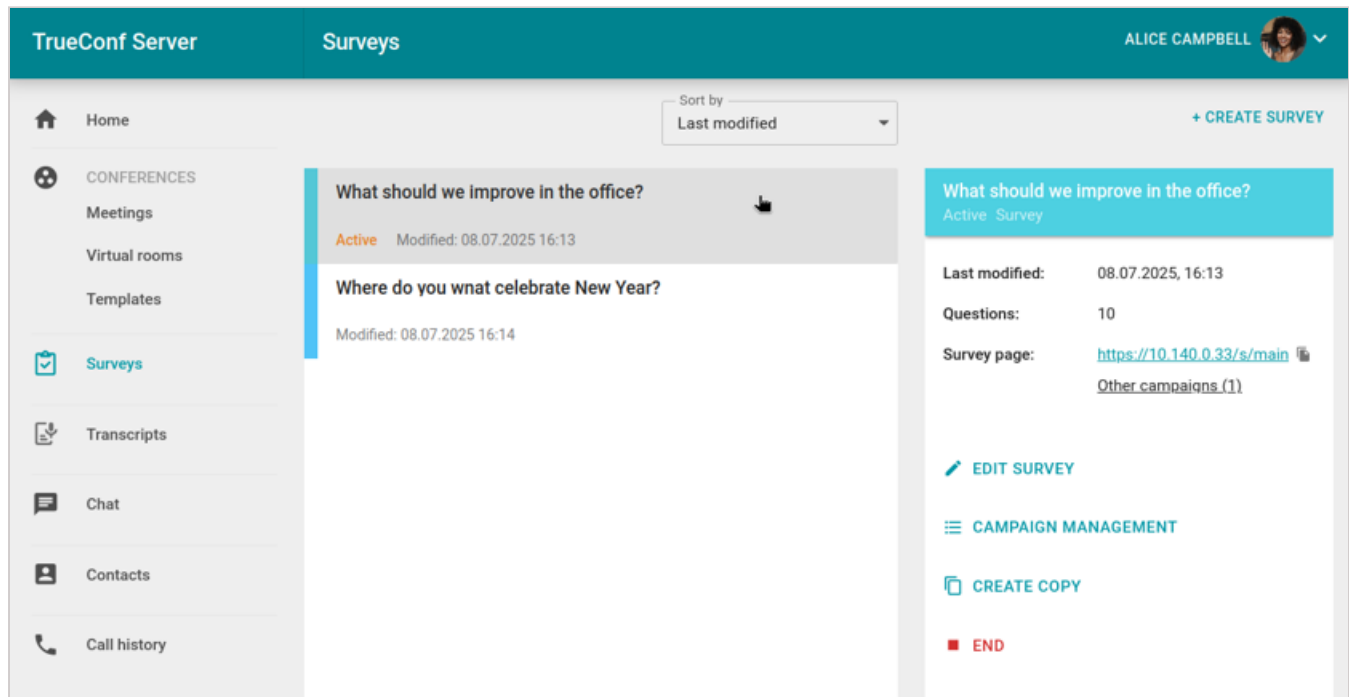 TrueConf Server
Surveys
ALICE CAMPBELL
Home
CONFERENCES
Meetings
Virtual rooms
Templates
Surveys
Transcripts
Chat
Contacts
Call history
Sort by
Last modified
+ CREATE SURVEY
What should we improve in the office?
Active Modified: 08.07.2025 16:13
Where do you wnat celebrate New Year?
Modified: 08.07.2025 16:14
What should we improve in the office?
Active Survey
Last modified: 08.07.2025, 16:13
Questions: 10
Survey page: https://10.140.0.33/s/main
Other campaigns (1)
EDIT SURVEY
CAMPAIGN MANAGEMENT
CREATE COPY
END